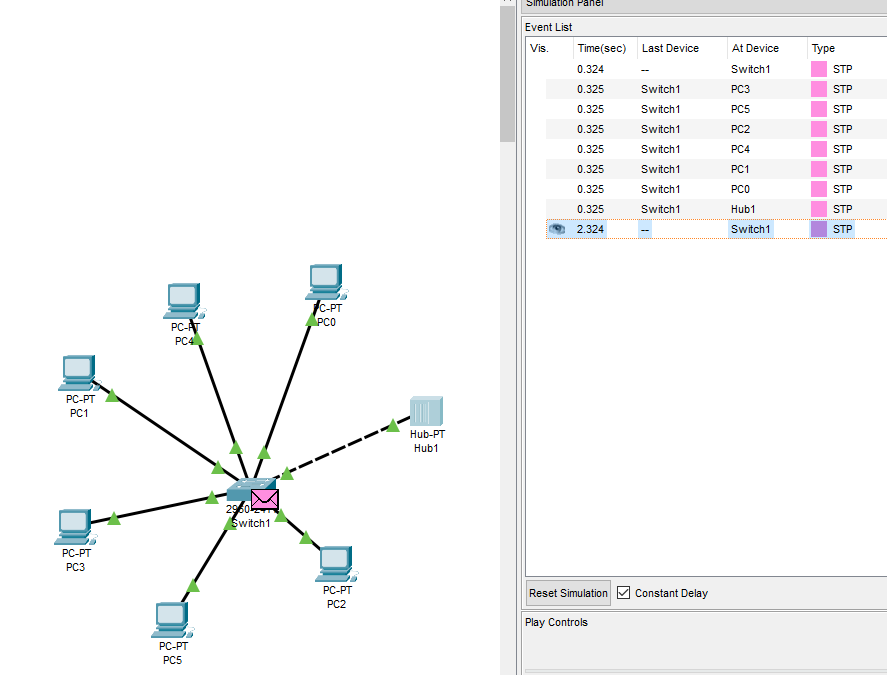 Simulation Panel
Event List
Vis. Time(sec) Last Device At Device Type
0.324 -- Switch1 STP
0.325 Switch1 PC3 STP
0.325 Switch1 PC5 STP
0.325 Switch1 PC2 STP
0.325 Switch1 PC4 STP
0.325 Switch1 PC1 STP
0.325 Switch1 PC0 STP
0.325 Switch1 Hub1 STP
2.324 -- Switch1 STP
Reset Simulation Constant Delay
Play Controls
PC-PT
PC0
PC-PT
PC4
PC-PT
PC1
Hub-PT
Hub1
Switch1
PC-PT
PC3
PC-PT
PC2
PC-PT
PC5